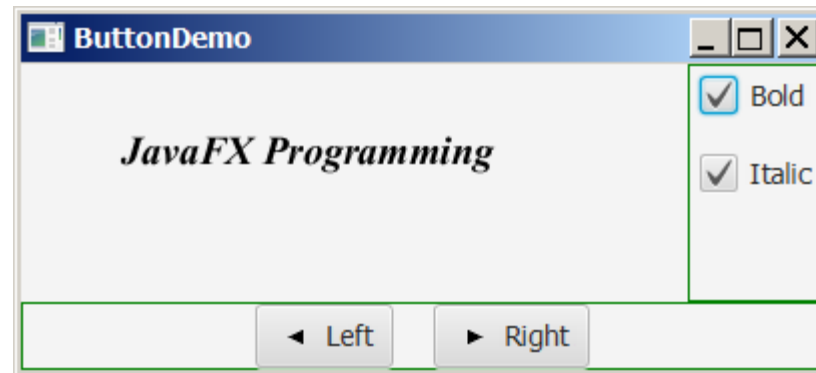 ButtonDemo
Bold
JavaFX Programming
Italic
Left
Right